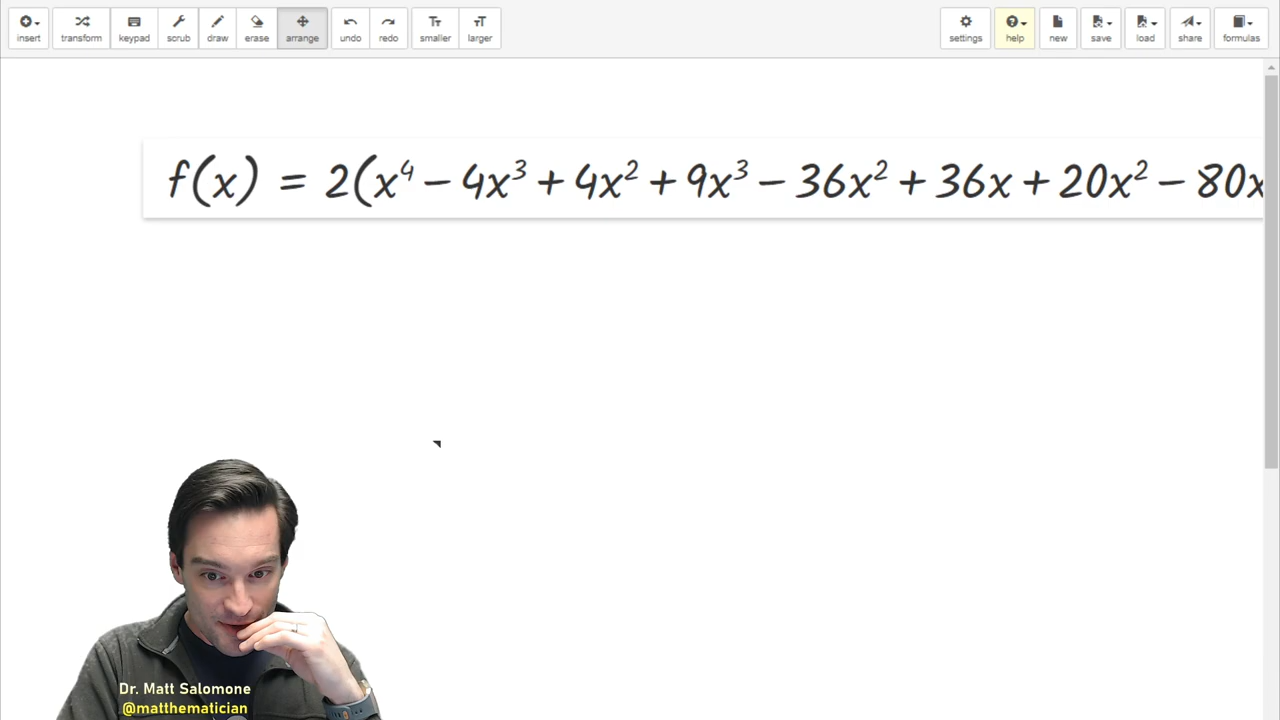 insert transform keypad scrub draw erase arrange undo redo smaller larger settings help new save load share formulas
f(x) = 2(x⁴ − 4x³ + 4x² + 9x³ − 36x² + 36x + 20x² − 80x
Dr. Matt Salomone
@matthematician